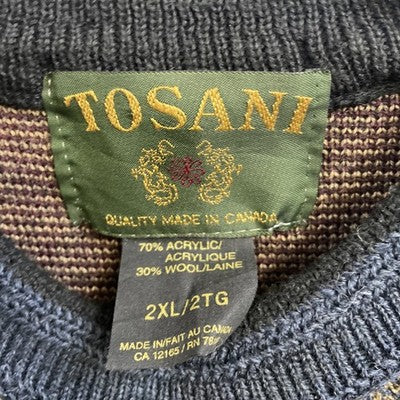 TOSANI
QUALITY MADE IN CANADA
70% ACRYLIC/
ACRYLIQUE
30% WOOL/LAINE
2XL/2TG
MADE IN/FAIT AU CANADA
CA 12165/ RN